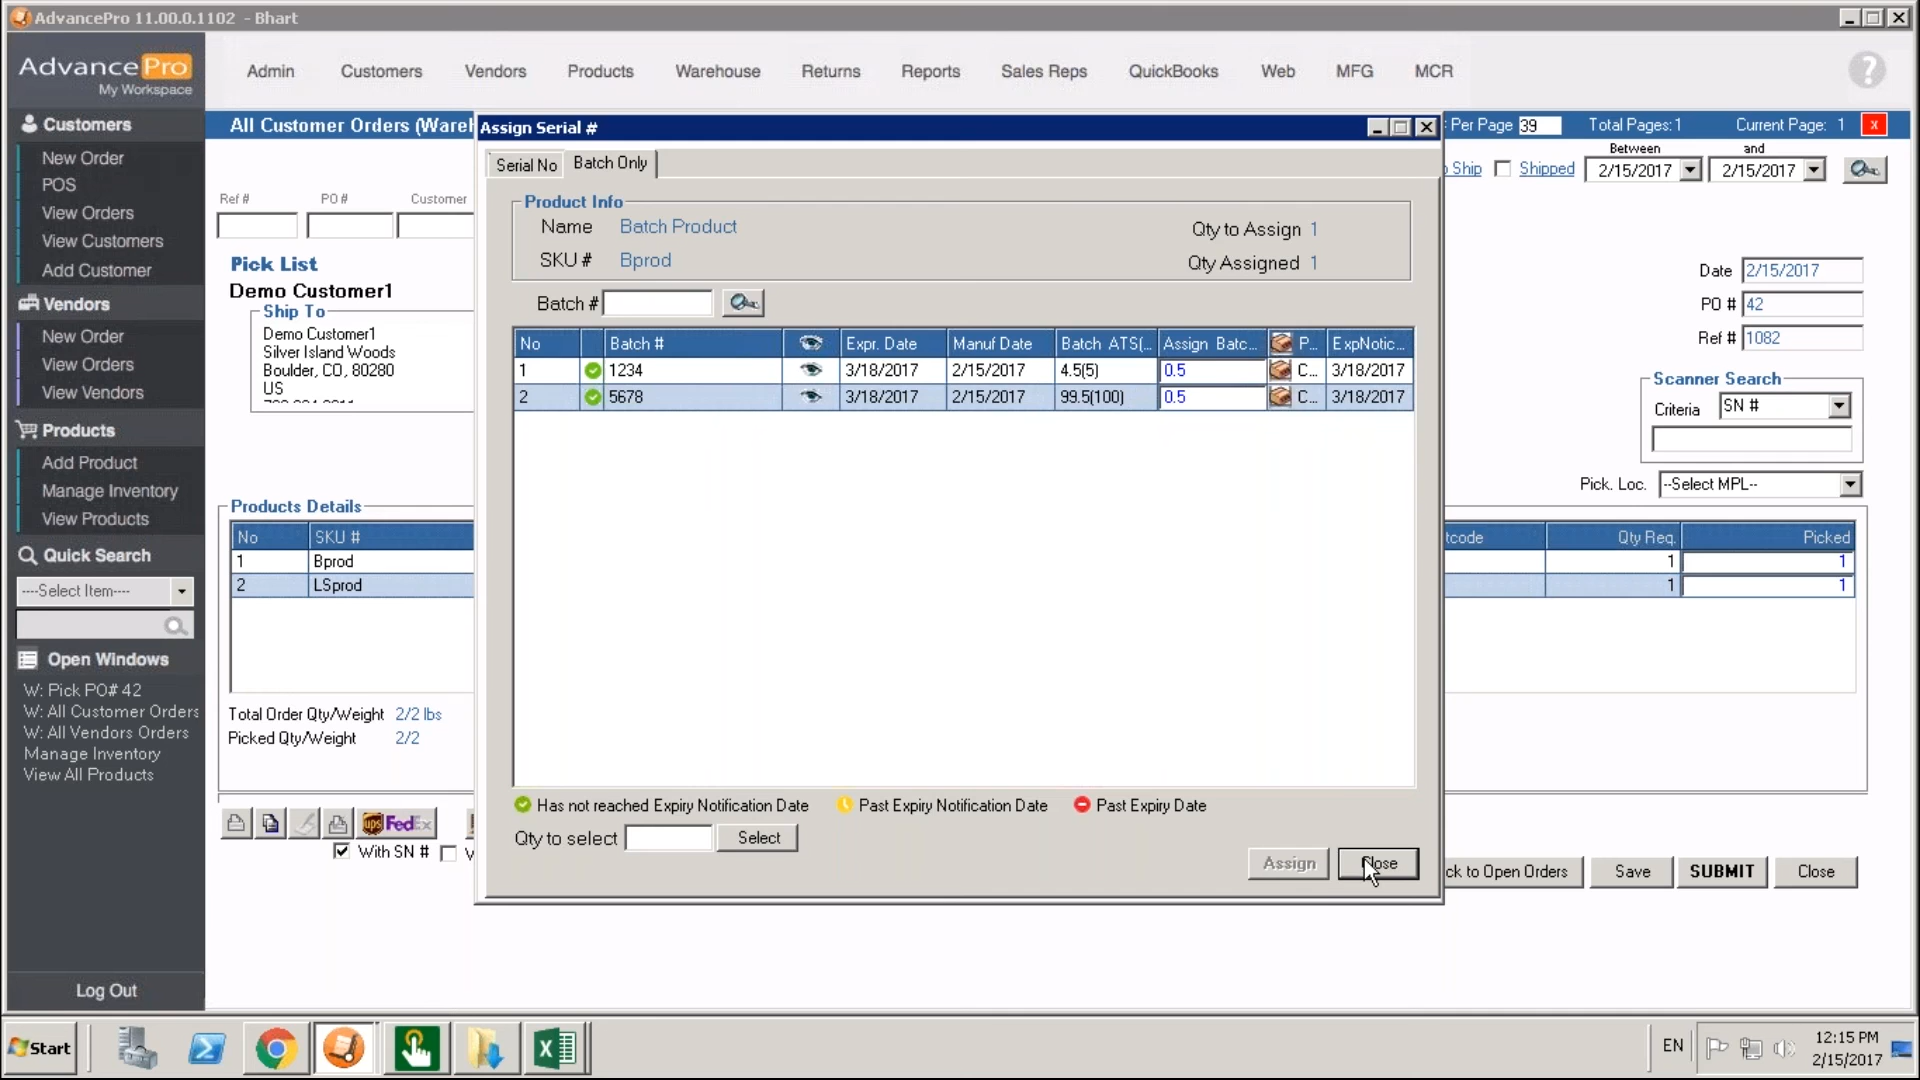 AdvancePro 11.00.0.1102 - Bhart
AdvancePro
My Workspace
Admin Customers Vendors Products Warehouse Returns Reports Sales Reps QuickBooks Web MFG MCR
?
Customers
New Order
POS
View Orders
View Customers
Add Customer
Vendors
New Order
View Orders
View Vendors
Products
Add Product
Manage Inventory
View Products
Quick Search
----Select Item----
Open Windows
W: Pick PO# 42
W: All Customer Orders
W: All Vendors Orders
Manage Inventory
View All Products
Log Out
All Customer Orders
Per Page 39 Total Pages:1 Current Page: 1 x
Between and
Ship Shipped 2/15/2017 2/15/2017
Ref # PO # Customer
Pick List
Demo Customer1
Ship To
Demo Customer1
Silver Island Woods
Boulder, CO, 80280
US
Date 2/15/2017
PO # 42
Ref # 1082
Scanner Search
Criteria SN #
Pick. Loc. --Select MPL--
Products Details
No SKU # Qty Req. Picked
1 Bprod 1 1
2 LSprod 1 1
Total Order Qty/Weight 2/2 lbs
Picked Qty/Weight 2/2
ups FedEx
With SN #
to Open Orders Save SUBMIT Close
Assign Serial #
Serial No Batch Only
Product Info
Name Batch Product Qty to Assign 1
SKU # Bprod Qty Assigned 1
Batch #
No Batch # Expr. Date Manuf Date Batch ATS(... Assign Batc... P... ExpNotic...
1 1234 3/18/2017 2/15/2017 4.5(5) 0.5 C... 3/18/2017
2 5678 3/18/2017 2/15/2017 99.5(100) 0.5 C... 3/18/2017
Has not reached Expiry Notification Date Past Expiry Notification Date Past Expiry Date
Qty to select Select
Assign Close
Start
EN
12:15 PM
2/15/2017